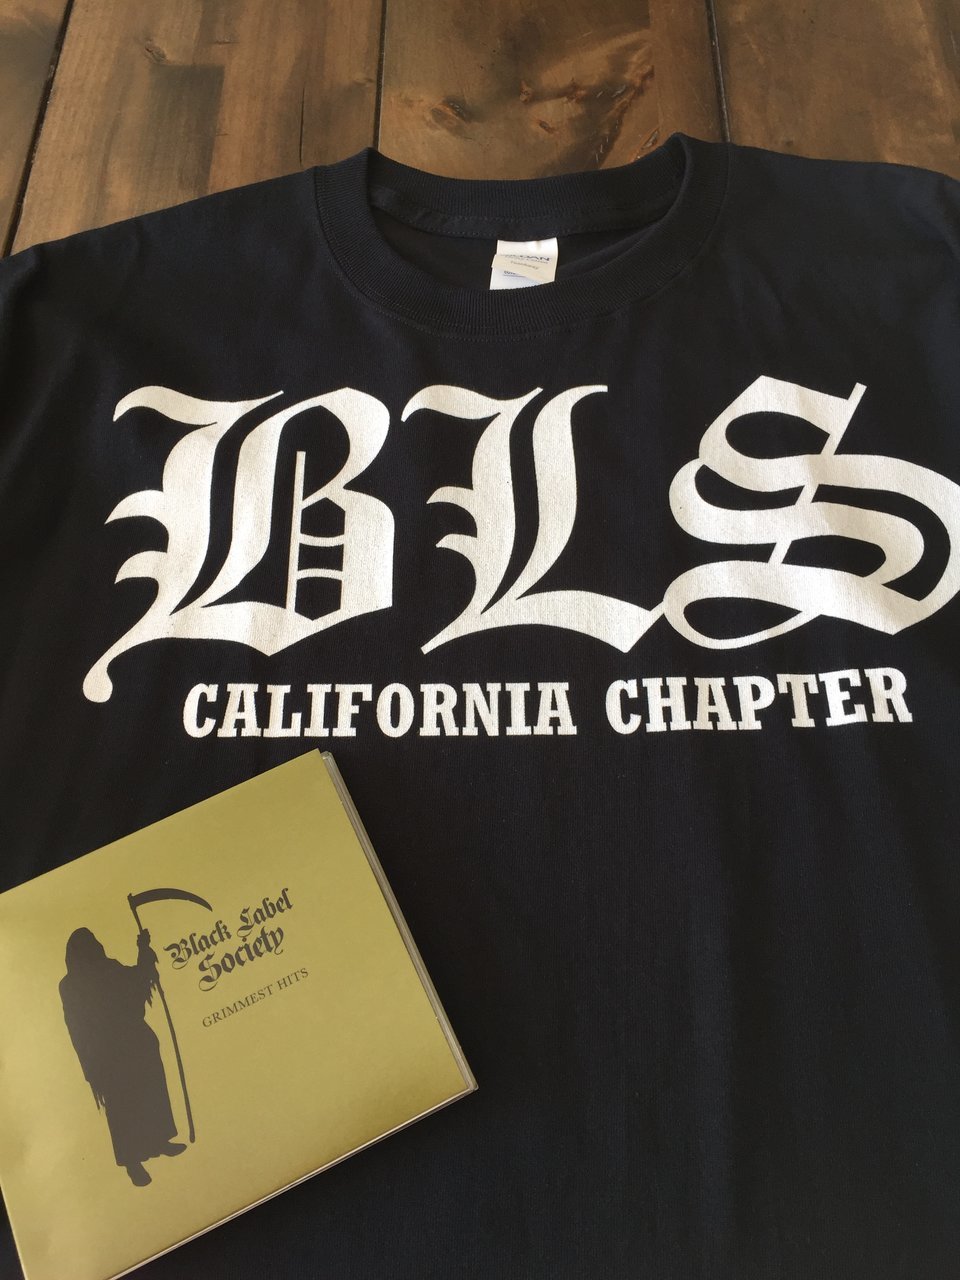 BLS
CALIFORNIA CHAPTER
Black Label
Society
GRIMMEST HITS